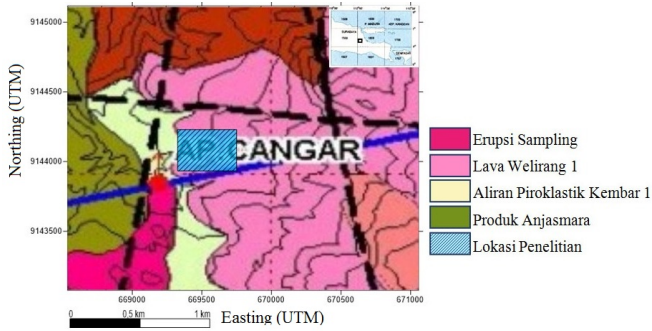 9145000
9144500
9144000
9143500
Northing (UTM)
AP CANGAR
669000 669500 670000 670500 671000
Easting (UTM)
0 0.5 km 1 km
Erupsi Sampling
Lava Welirang 1
Aliran Piroklastik Kembar 1
Produk Anjasmara
Lokasi Penelitian